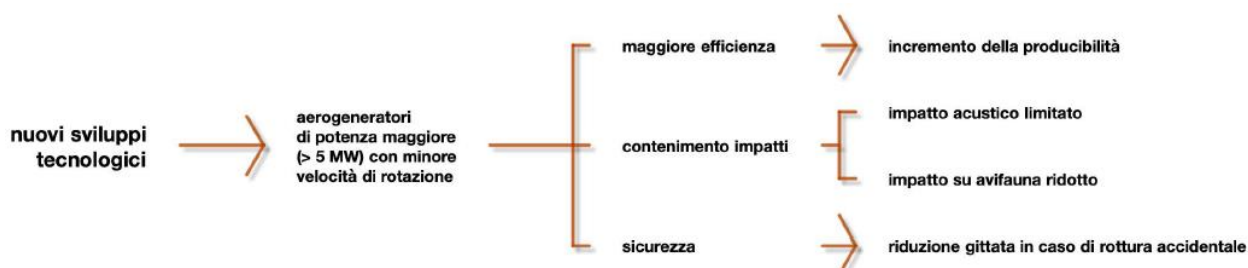 nuovi sviluppi
tecnologici
aerogeneratori
di potenza maggiore
(> 5 MW) con minore
velocità di rotazione
maggiore efficienza
incremento della producibilità
contenimento impatti
impatto acustico limitato
impatto su avifauna ridotto
sicurezza
riduzione gittata in caso di rottura accidentale